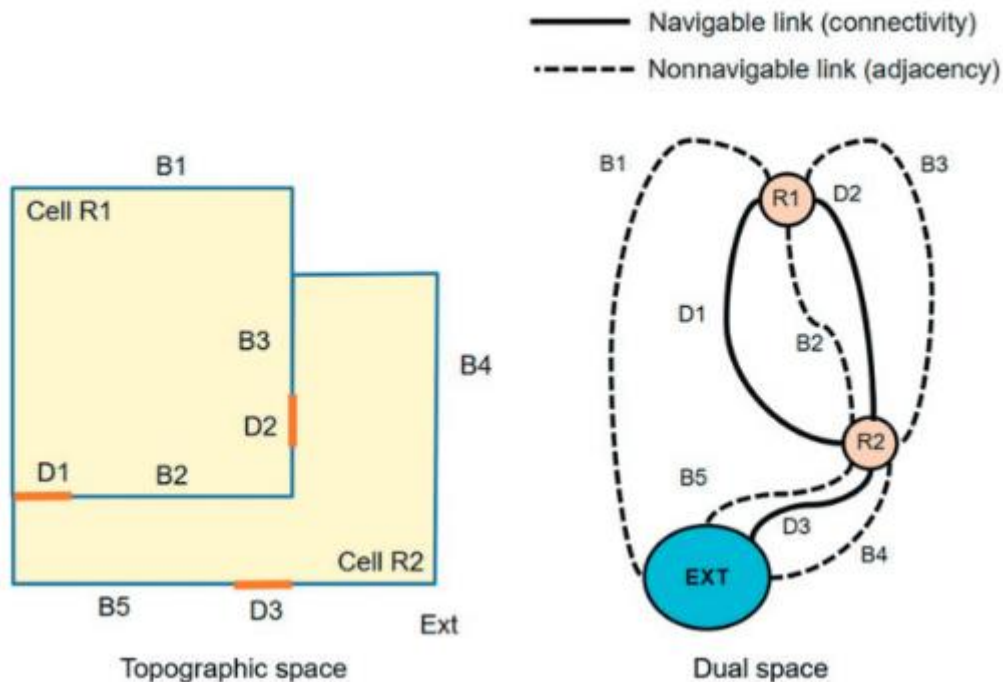 Navigable link (connectivity)
Nonnavigable link (adjacency)
B1
Cell R1
B3
B4
D2
D1
B2
Cell R2
B5
D3
Ext
Topographic space
B1
B3
R1
D2
D1
B2
R2
B5
D3
B4
EXT
Dual space